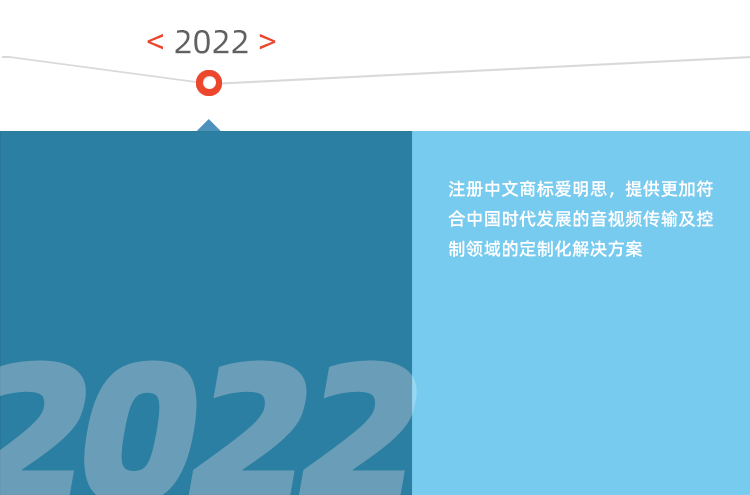 < 2022 >
注册中文商标爱明思，提供更加符
合中国时代发展的音视频传输及控
制领域的定制化解决方案
2022